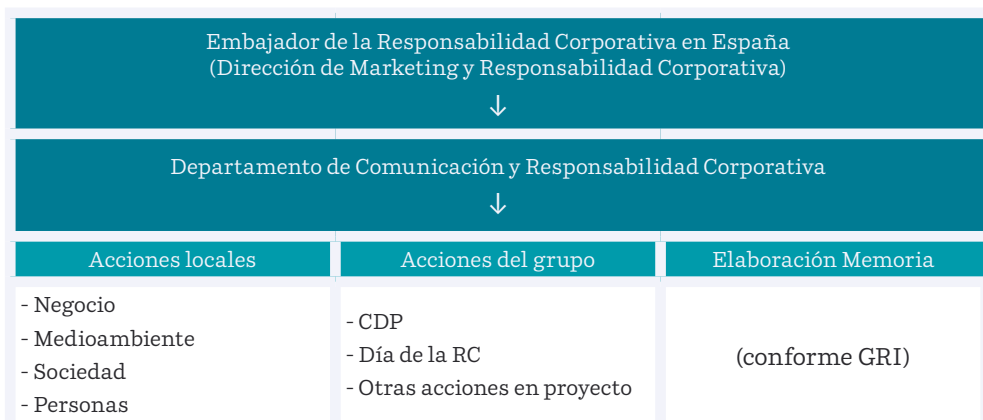 Embajador de la Responsabilidad Corporativa en España
(Dirección de Marketing y Responsabilidad Corporativa)
↓
Departamento de Comunicación y Responsabilidad Corporativa
↓
Acciones locales
- Negocio
- Medioambiente
- Sociedad
- Personas
Acciones del grupo
- CDP
- Día de la RC
- Otras acciones en proyecto
Elaboración Memoria
(conforme GRI)